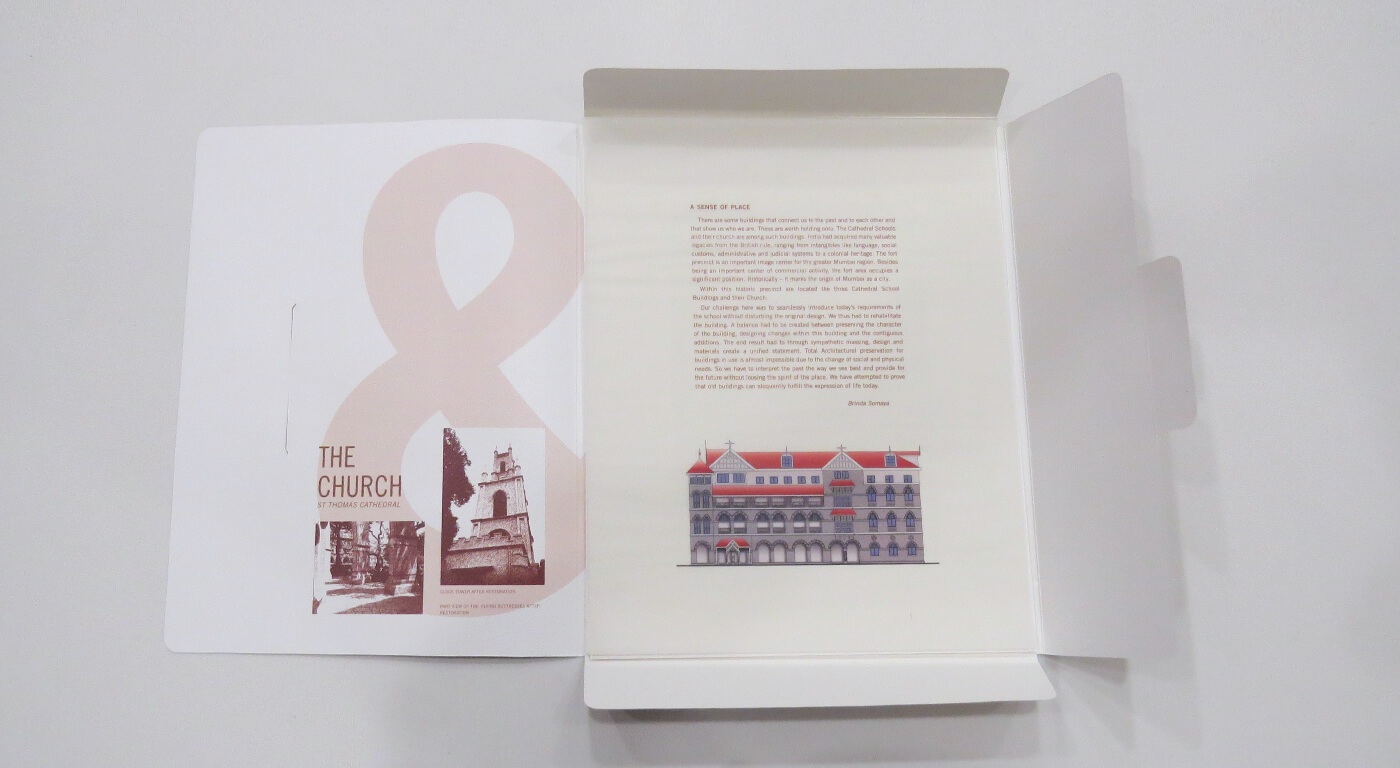 &
THE
CHURCH
ST THOMAS CATHEDRAL
CLOCK TOWER AFTER RESTORATION
PART VIEW OF THE FLYING BUTTRESSES AFTER
RESTORATION
A SENSE OF PLACE
There are some buildings that connect us to the past and to each other and
that show us who we are. These are worth holding onto. The Cathedral Schools
and their church are among such buildings. India had acquired many valuable
legacies from the British rule, ranging from intangibles like language, social
customs, administrative and judicial systems to a colonial heritage. The fort
precinct is an important image center for the greater Mumbai region. Besides
being an important center of commercial activity, the fort area occupies a
significant position. Historically – it marks the origin of Mumbai as a city.
Within this historic precinct are located the three Cathedral School
Buildings and their Church.
Our challenge here was to seamlessly introduce today's requirements of
the school without disturbing the original design. We thus had to rehabilitate
the building. A balance had to be created between preserving the character
of the building, designing changes within this building and the contiguous
additions. The end result had to through sympathetic massing, design and
materials create a unified statement. Total Architectural preservation for
buildings in use is almost impossible due to the change of social and physical
needs. So we have to interpret the past the way we see best and provide for
the future without loosing the spirit of the place. We have attempted to prove
that old buildings can eloquently fulfill the expression of life today.
Brinda Somaya